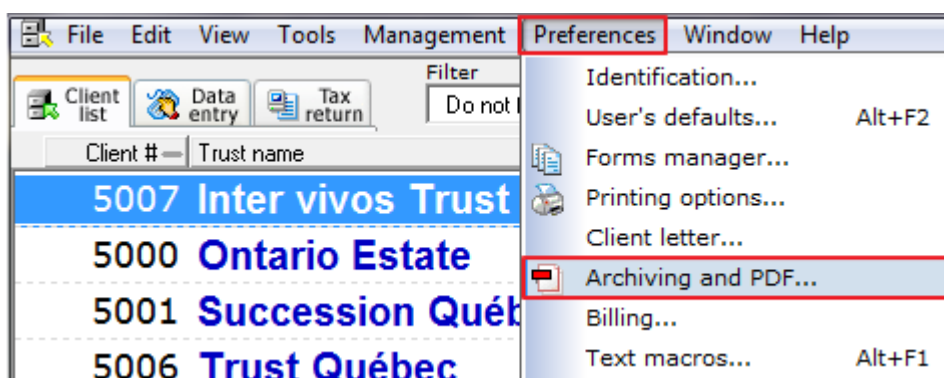 File Edit View Tools Management Preferences Window Help
Client list
Data entry
Tax return
Filter
Do not
Client # Trust name
5007 Inter vivos Trust
5000 Ontario Estate
5001 Succession Québ
5006 Trust Québec
Identification...
User's defaults... Alt+F2
Forms manager...
Printing options...
Client letter...
Archiving and PDF...
Billing...
Text macros... Alt+F1